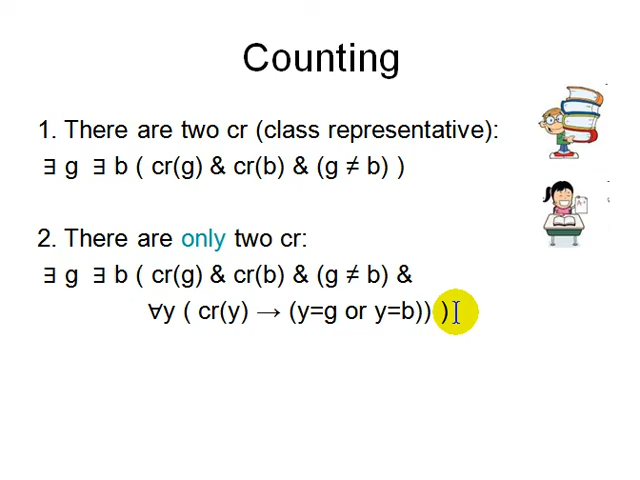 Counting
1. There are two cr (class representative):
∃ g ∃ b ( cr(g) & cr(b) & (g ≠ b) )
2. There are only two cr:
∃ g ∃ b ( cr(g) & cr(b) & (g ≠ b) &
∀y ( cr(y) → (y=g or y=b)) )
A+